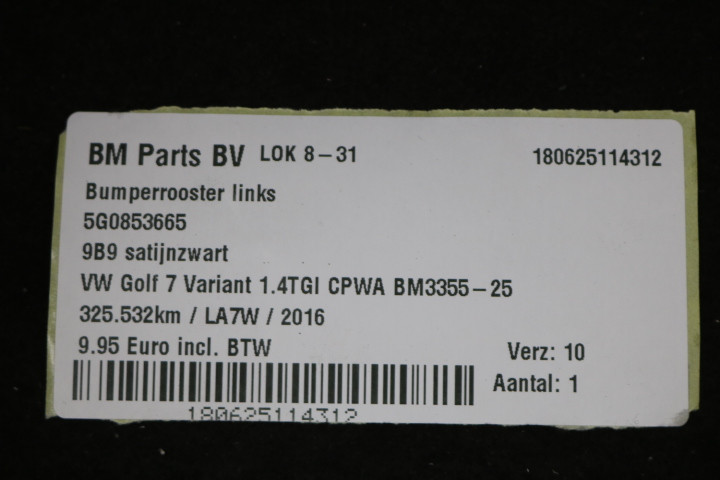 BM Parts BV LOK 8-31 180625114312
Bumperrooster links
5G0853665
9B9 satijnzwart
VW Golf 7 Variant 1.4TGI CPWA BM3355-25
325.532km / LA7W / 2016
9.95 Euro incl. BTW
Verz: 10
Aantal: 1
180625114312